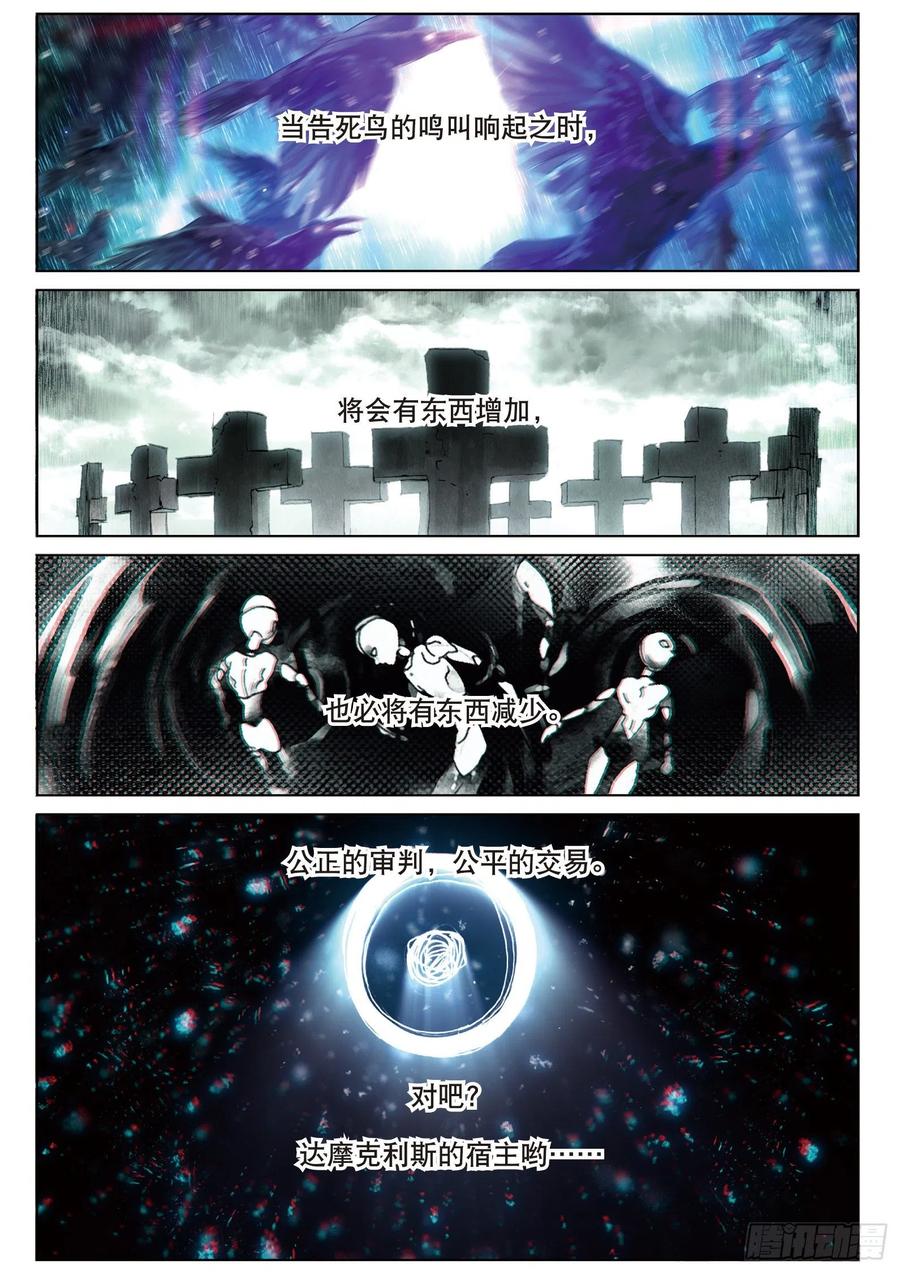 当告死鸟的鸣叫响起之时，
将会有东西增加，
也必将有东西减少。
公正的审判，公平的交易。
对吧？
达摩克利斯的宿主哟……
腾讯动漫